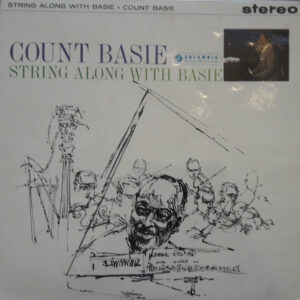 STRING ALONG WITH BASIE • COUNT BASIE
stereo
COUNT BASIE
COLUMBIA
STRING ALONG WITH BASIE